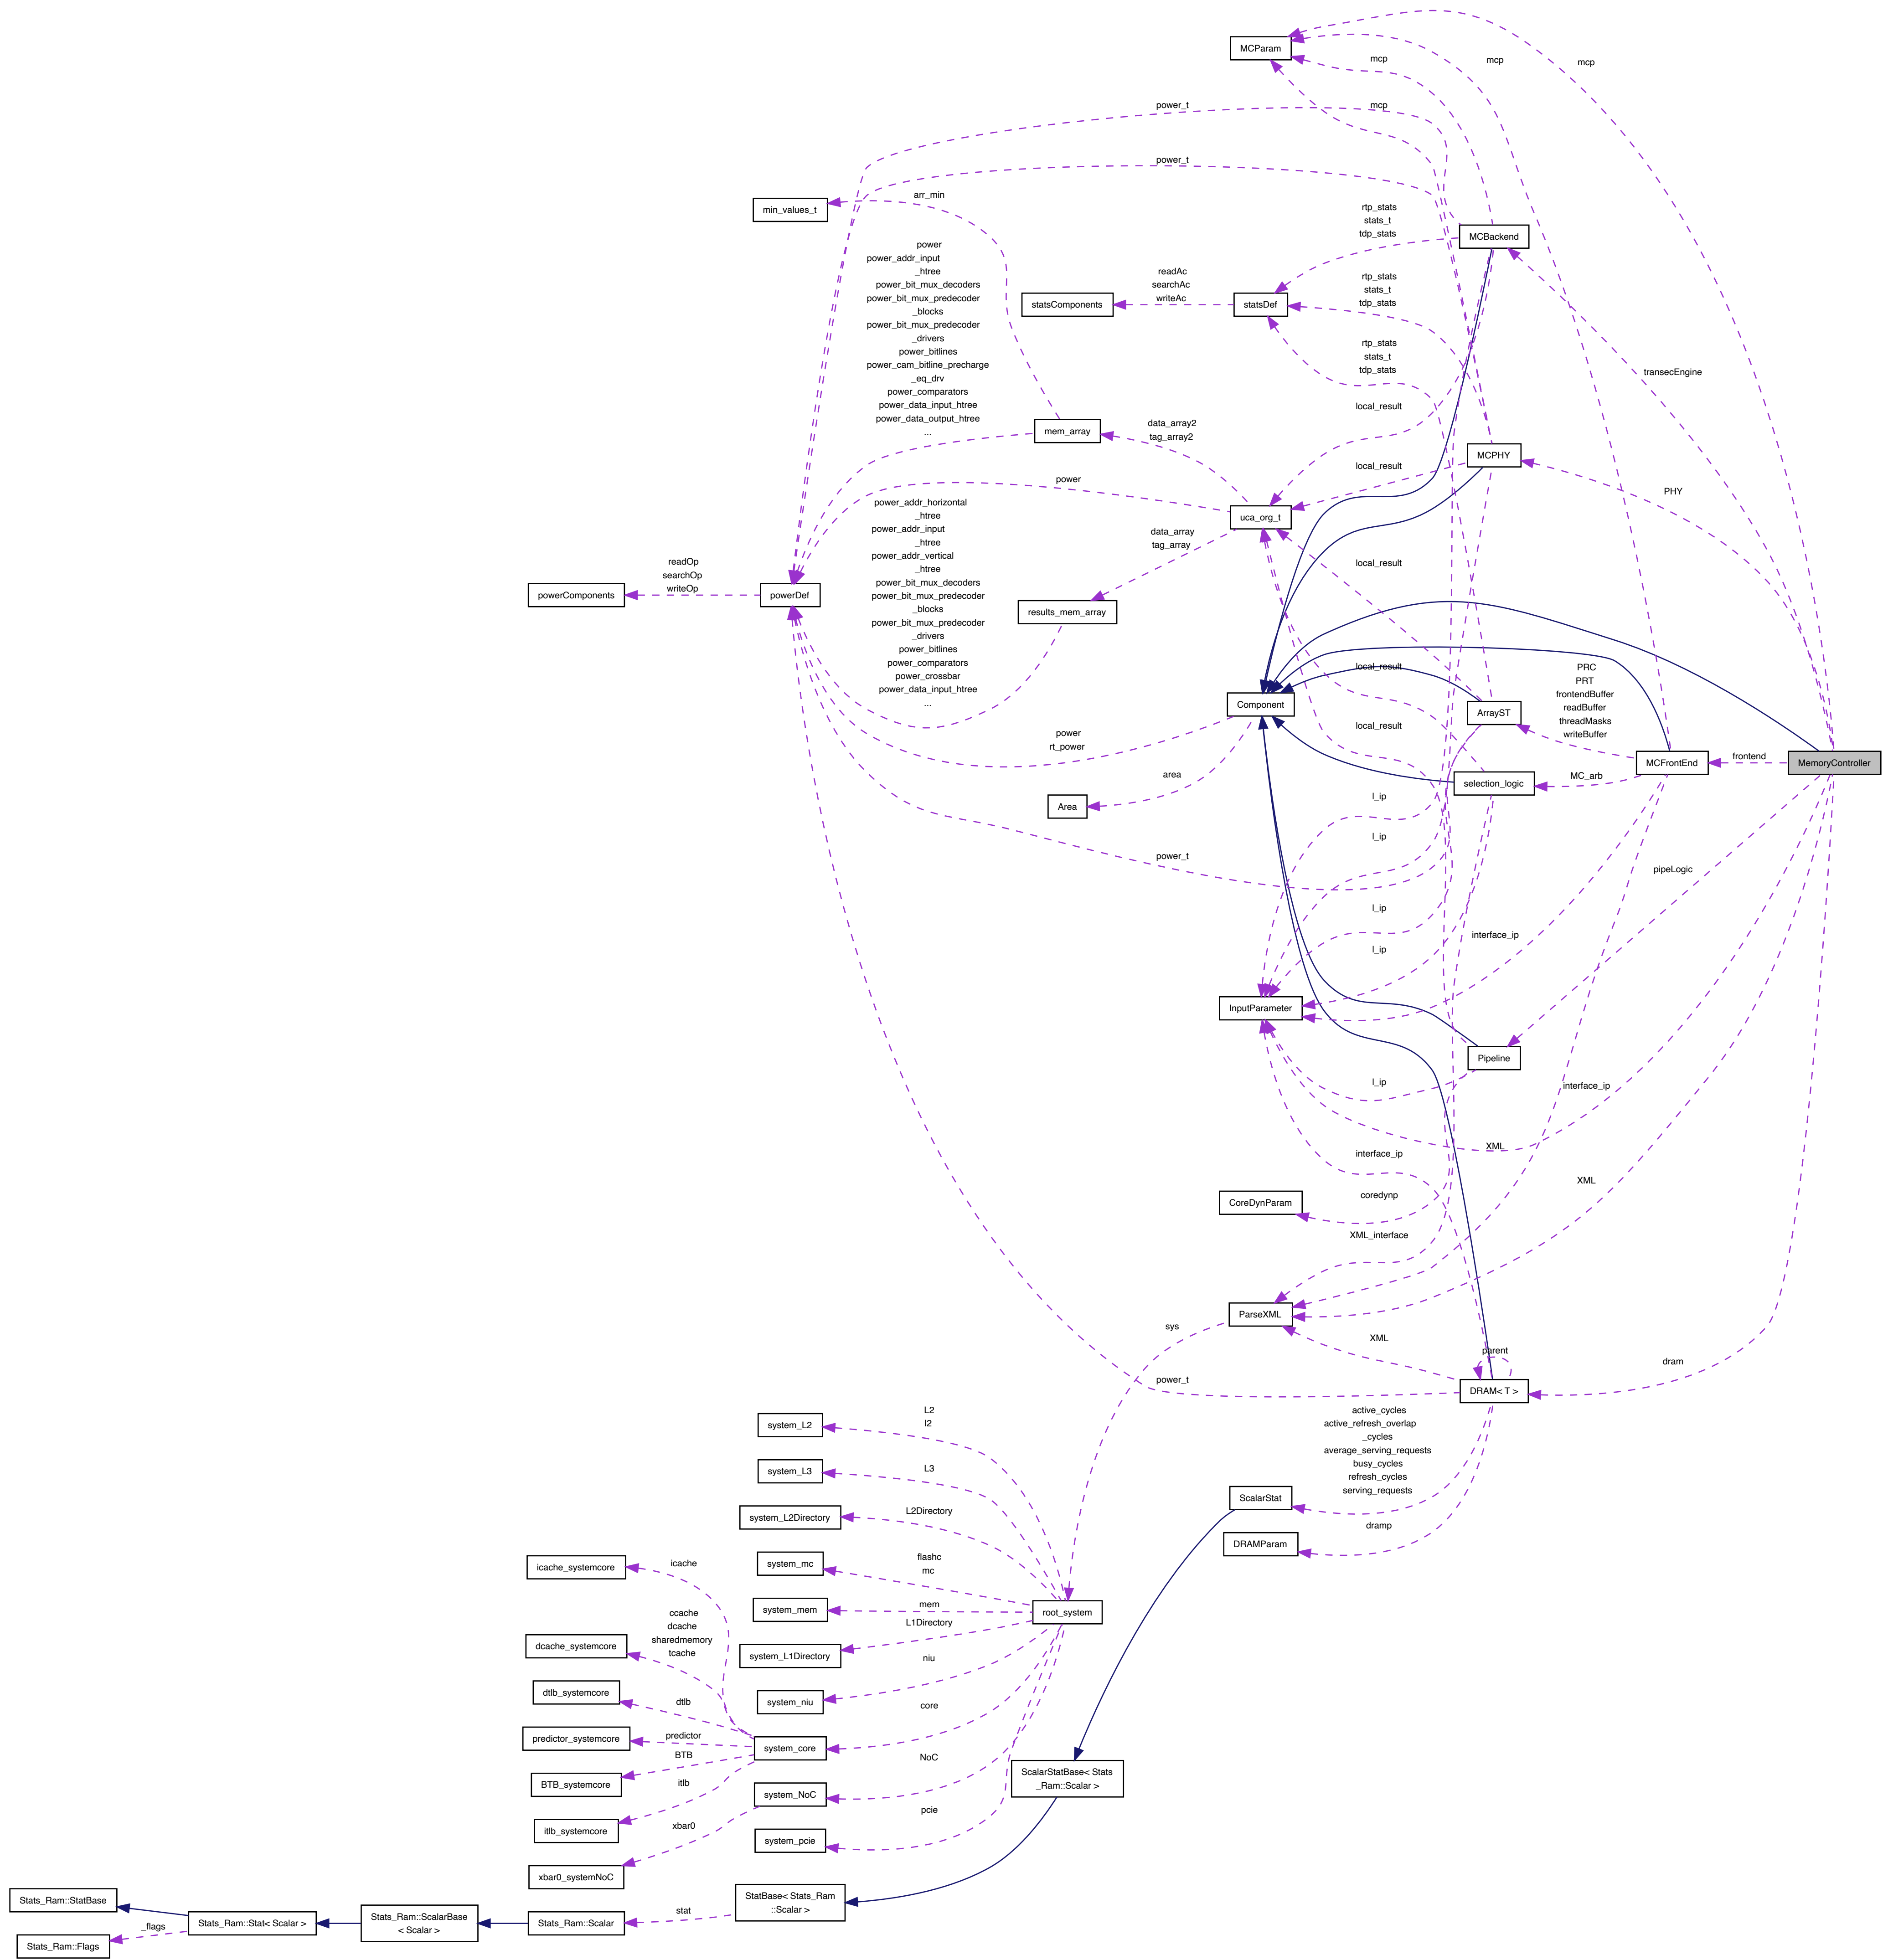 MCParam
mcp
mcp
mcp
power_t
mcp
power_t
arr_min
min_values_t
rtp_stats
stats_t
tdp_stats
MCBackend
power
power_addr_input
_htree
power_bit_mux_decoders
power_bit_mux_predecoder
_blocks
power_bit_mux_predecoder
_drivers
power_bitlines
power_cam_bitline_precharge
_eq_drv
power_comparators
power_data_input_htree
power_data_output_htree
...
readAc
searchAc
writeAc
statsComponents
statsDef
rtp_stats
stats_t
tdp_stats
rtp_stats
stats_t
tdp_stats
transecEngine
local_result
mem_array
data_array2
tag_array2
MCPHY
local_result
PHY
power
uca_org_t
power_addr_horizontal
_htree
power_addr_input
_htree
power_addr_vertical
_htree
power_bit_mux_decoders
power_bit_mux_predecoder
_blocks
power_bit_mux_predecoder
_drivers
power_bitlines
power_comparators
power_crossbar
power_data_input_htree
...
data_array
tag_array
local_result
readOp
searchOp
writeOp
powerComponents
powerDef
results_mem_array
local_result
PRC
PRT
frontendBuffer
readBuffer
threadMasks
writeBuffer
Component
ArrayST
local_result
power
rt_power
MCFrontEnd
frontend
MemoryController
area
Area
selection_logic
MC_arb
I_ip
I_ip
power_t
pipeLogic
I_ip
interface_ip
I_ip
InputParameter
Pipeline
I_ip
interface_ip
XML
interface_ip
XML
CoreDynParam
coredynp
XML_interface
ParseXML
sys
XML
parent
dram
power_t
DRAM< T >
L2
l2
system_L2
active_cycles
active_refresh_overlap
_cycles
average_serving_requests
busy_cycles
refresh_cycles
serving_requests
L3
system_L3
ScalarStat
L2Directory
system_L2Directory
dramp
DRAMParam
flashc
mc
system_mc
icache
icache_systemcore
mem
system_mem
root_system
ccache
dcache
sharedmemory
tcache
dcache_systemcore
L1Directory
system_L1Directory
niu
system_niu
dtlb
dtlb_systemcore
core
predictor
predictor_systemcore
system_core
BTB
BTB_systemcore
NoC
ScalarStatBase< Stats
_Ram::Scalar >
itlb
itlb_systemcore
system_NoC
pcie
system_pcie
xbar0
xbar0_systemNoC
Stats_Ram::StatBase
StatBase< Stats_Ram
::Scalar >
stat
Stats_Ram::Scalar
Stats_Ram::ScalarBase
< Scalar >
Stats_Ram::Stat< Scalar >
_flags
Stats_Ram::Flags